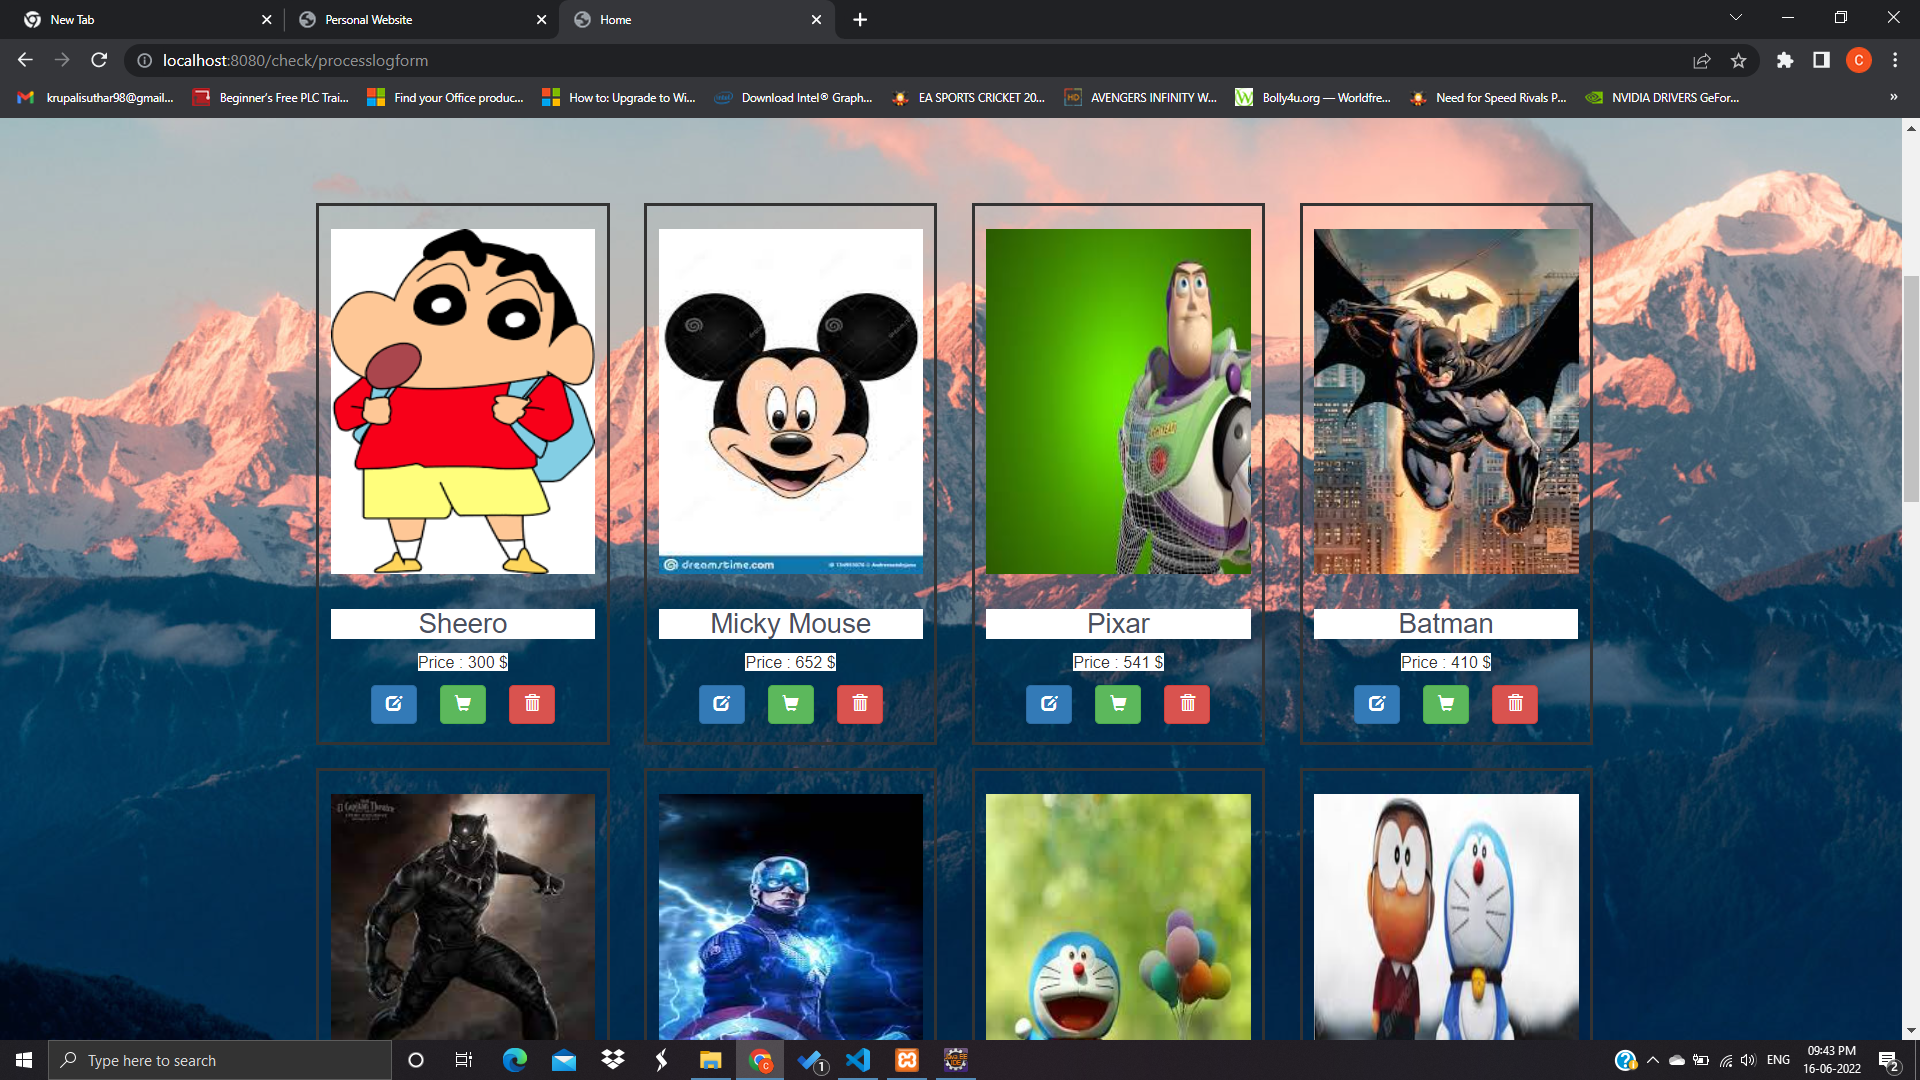 New Tab
Personal Website
Home
localhost:8080/check/processlogform
C
krupalisuthar98@gmail...
Beginner's Free PLC Trai...
Find your Office produc...
How to: Upgrade to Wi...
Download Intel® Graph...
EA SPORTS CRICKET 20...
AVENGERS INFINITY W...
Bolly4u.org — Worldfre...
Need for Speed Rivals P...
NVIDIA DRIVERS GeFor...
»
dreamstime.com
Sheero
Micky Mouse
Pixar
Batman
Price : 300 $
Price : 652 $
Price : 541 $
Price : 410 $
A
Type here to search
1
ENG
09:43 PM
16-06-2022
2